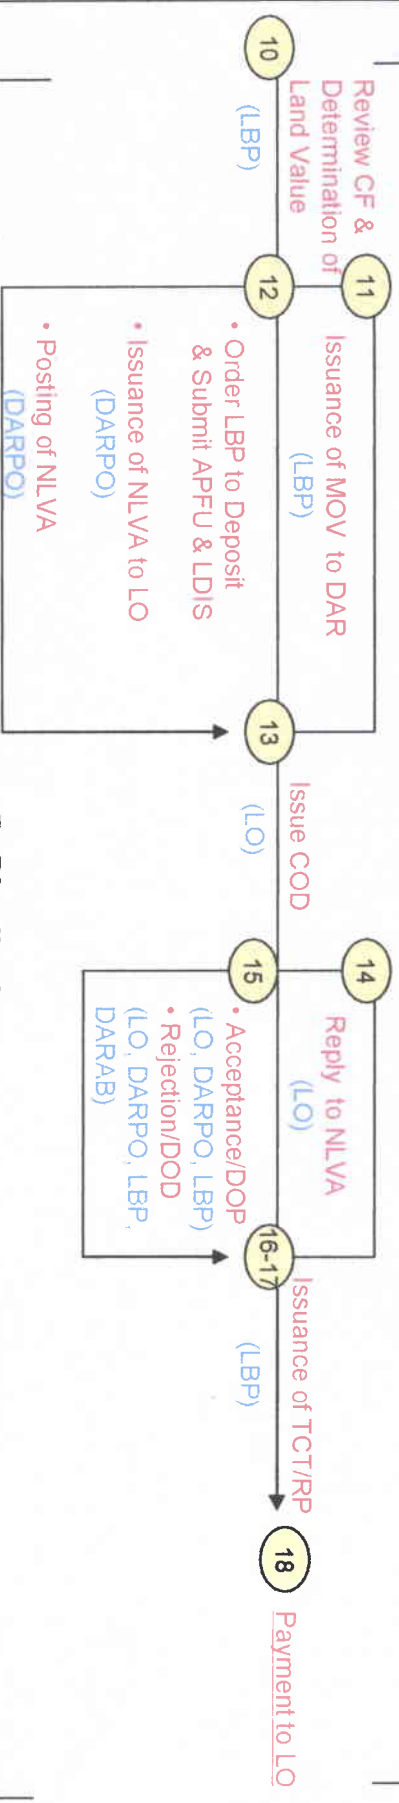 10
Review CF &
Determination of
Land Value
(LBP)
11
Issuance of MOV to DAR
(LBP)
12
• Order LBP to Deposit
& Submit APFU & LDIS
• Issuance of NLVA to LO
(DARPO)
• Posting of NLVA
(DARPO)
13
Issue COD
(LO)
14
Reply to NLVA
(LO)
15
• Acceptance/DOP
(LO, DARPO, LBP)
• Rejection/DOD
(LO, DARPO, LBP,
DARAB)
16-17
Issuance of TCT/RP
(LBP)
18
Payment to LO